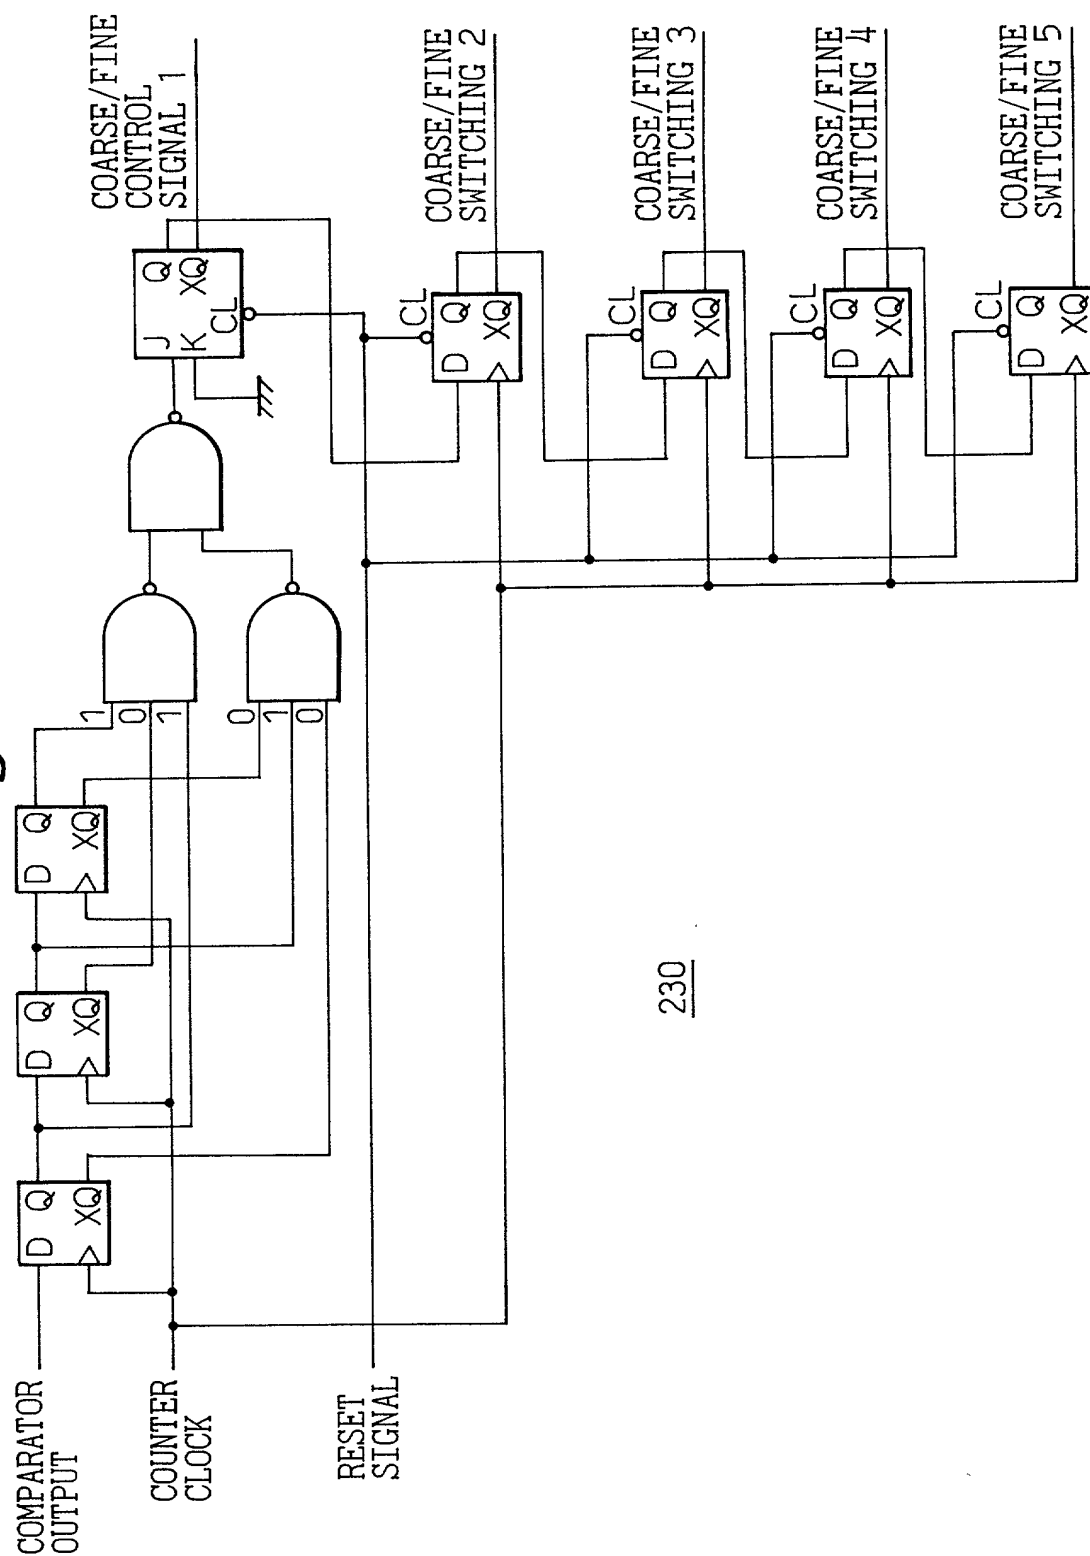 COMPARATOR
OUTPUT
COUNTER
CLOCK
RESET
SIGNAL
D Q
XQ
D Q
XQ
D Q
XQ
1
0
1
0
1
0
J Q
K XQ
CL
COARSE/FINE
CONTROL
SIGNAL 1
CL
D Q
XQ
COARSE/FINE
SWITCHING 2
CL
D Q
XQ
COARSE/FINE
SWITCHING 3
CL
D Q
XQ
COARSE/FINE
SWITCHING 4
CL
D Q
XQ
COARSE/FINE
SWITCHING 5
230